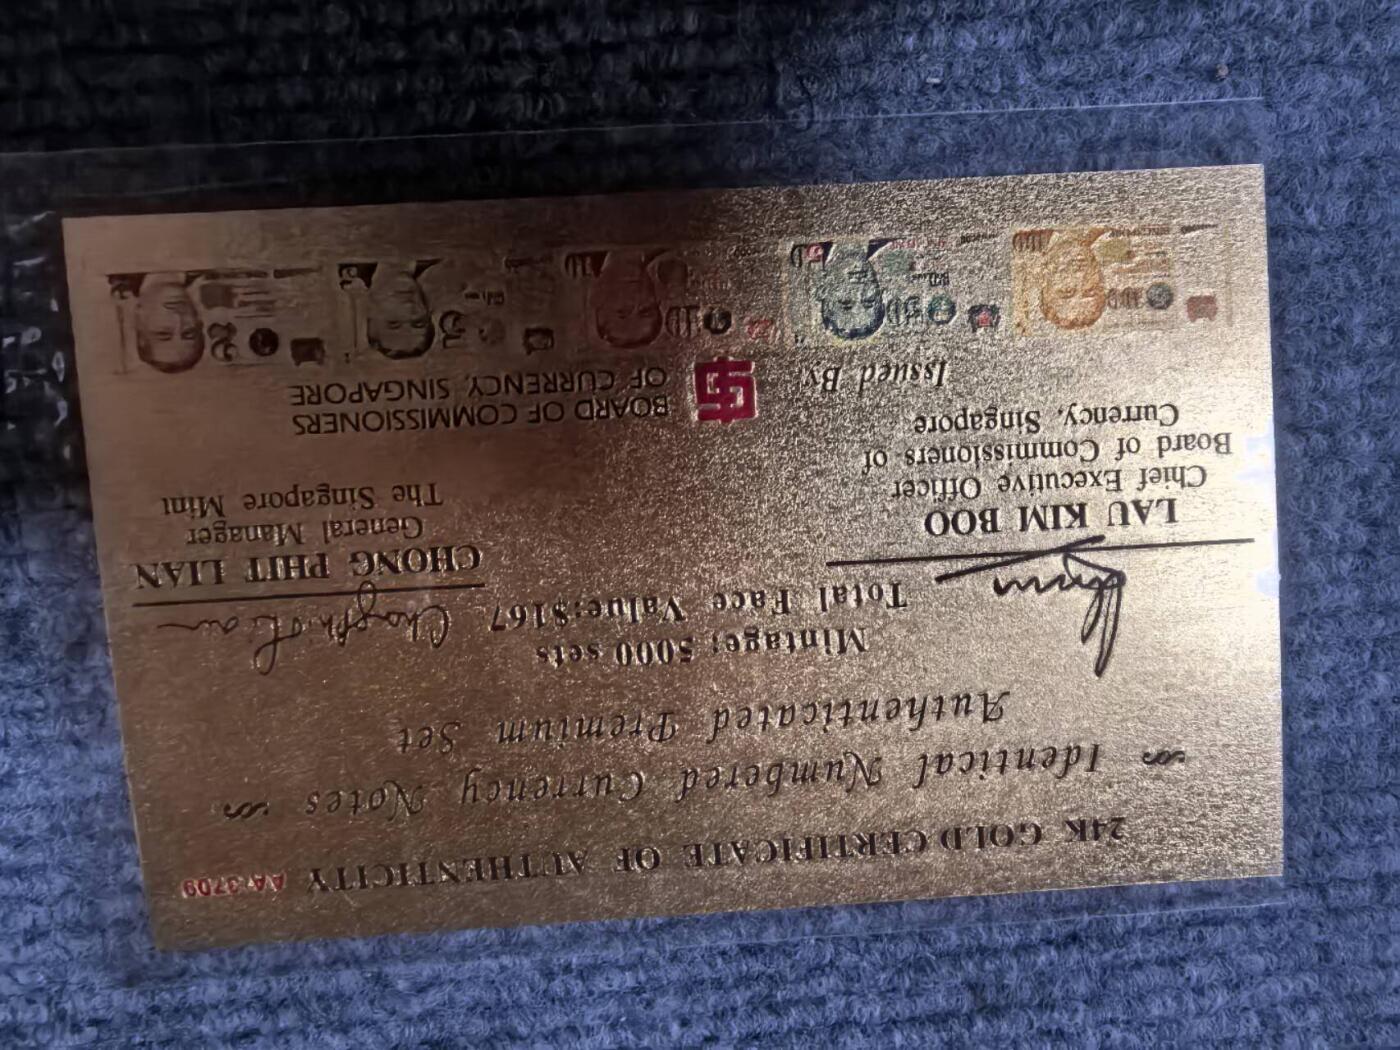 24K GOLD CERTIFICATE OF AUTHENTICITY AA 3709
Identical Numbered Currency Notes
Authenticated Premium Set
Mintage: 5000 sets
Total Face Value: $167
LAU KIM BOO
Chief Executive Officer
Board of Commissioners of
Currency, Singapore
CHONG PHIT LIAN
General Manager
The Singapore Mint
Issued By
BOARD OF COMMISSIONERS
OF CURRENCY, SINGAPORE